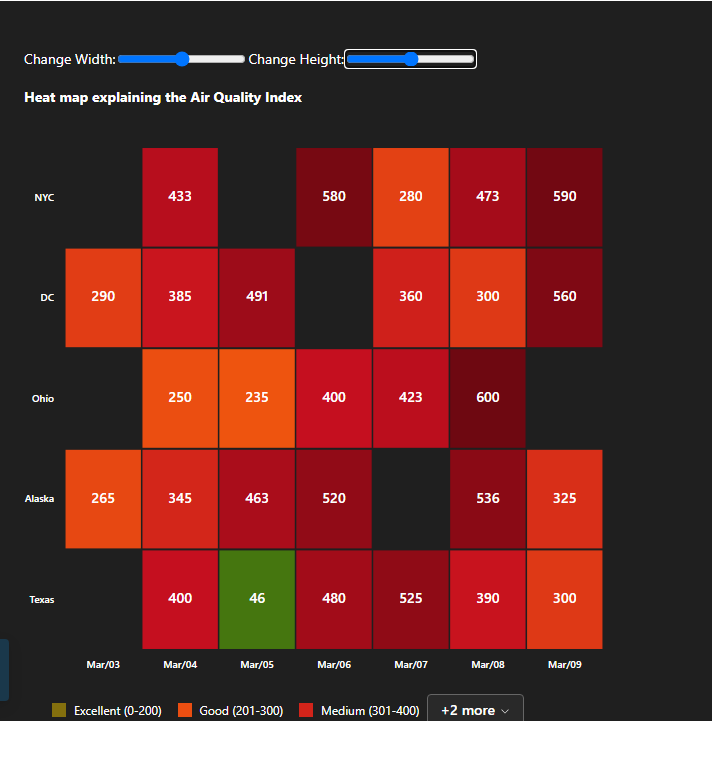 Change Width: Change Height:
Heat map explaining the Air Quality Index
NYC 433 580 280 473 590
DC 290 385 491 360 300 560
Ohio 250 235 400 423 600
Alaska 265 345 463 520 536 325
Texas 400 46 480 525 390 300
Mar/03 Mar/04 Mar/05 Mar/06 Mar/07 Mar/08 Mar/09
Excellent (0-200) Good (201-300) Medium (301-400) +2 more